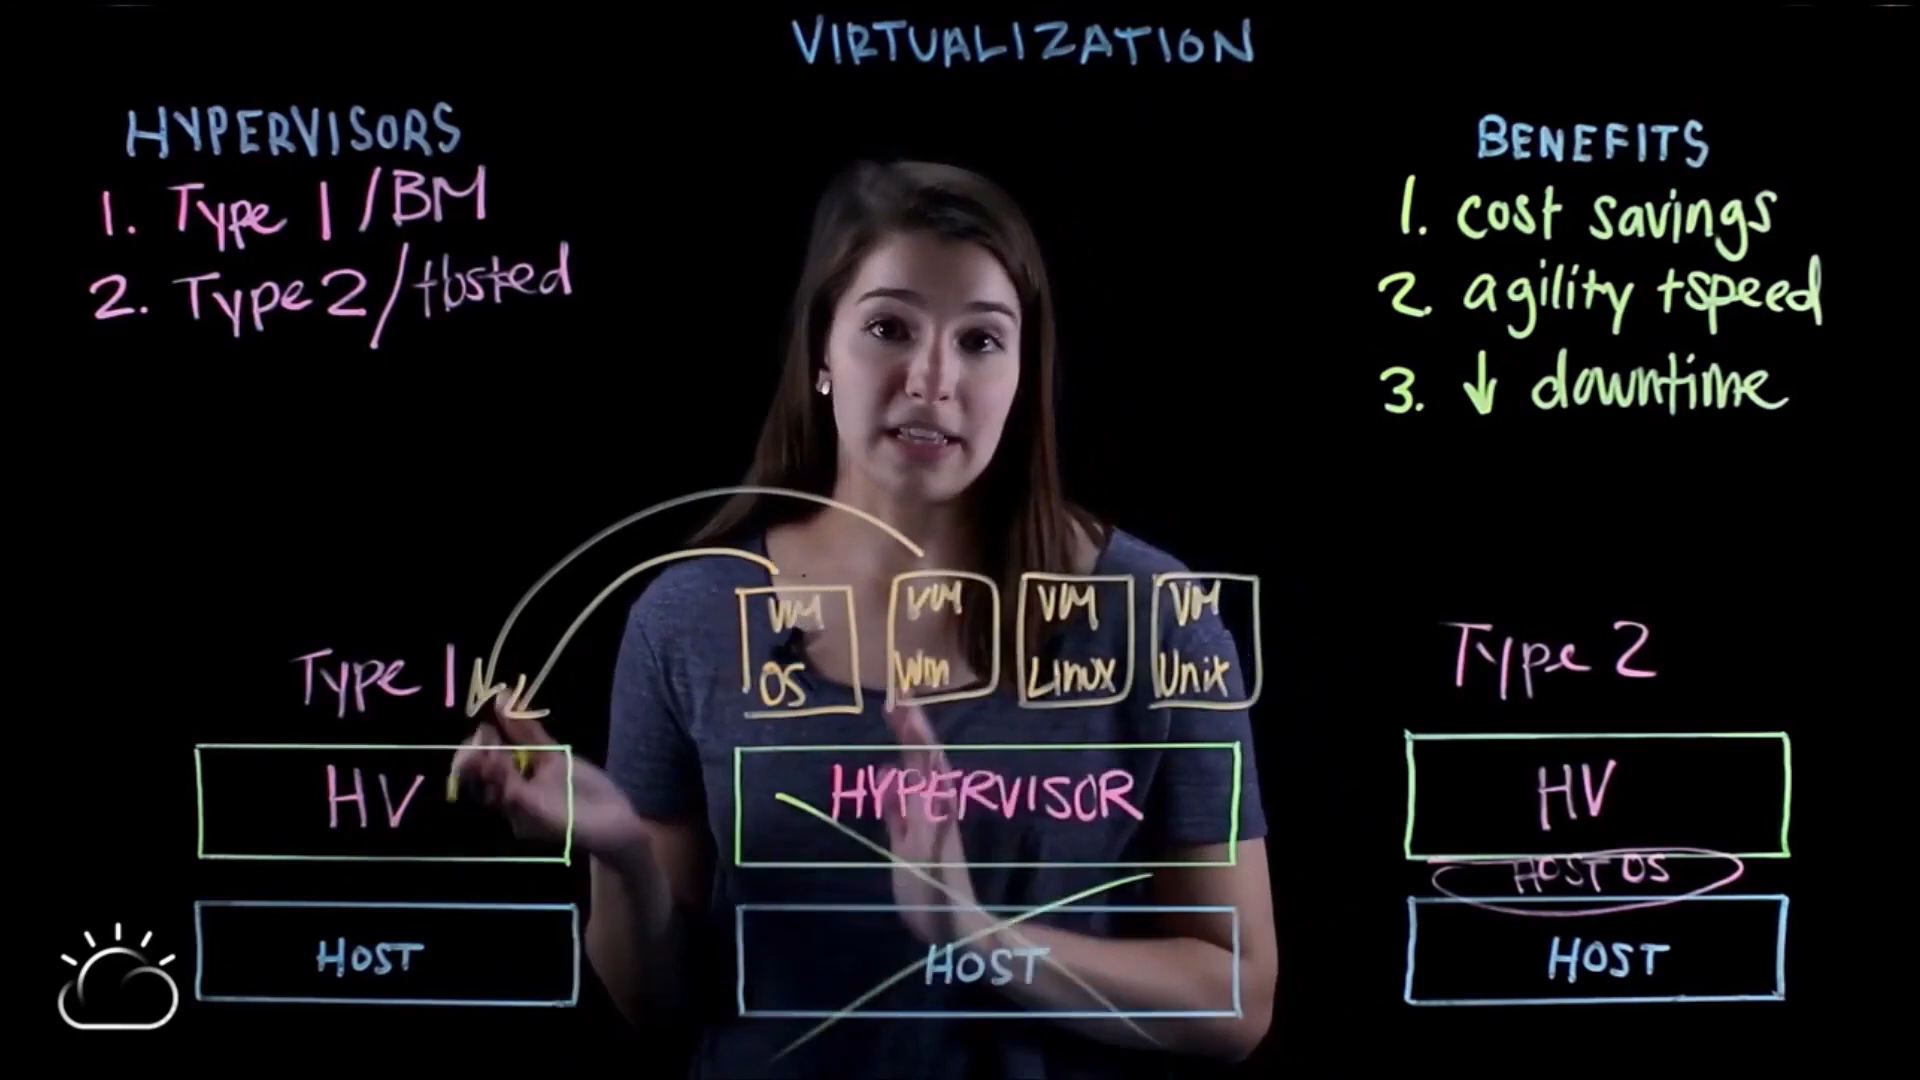 VIRTUALIZATION
HYPERVISORS
1. Type 1/BM
2. Type 2/Hosted
BENEFITS
1. cost savings
2. agility +speed
3. ↓ downtime
VM
OS
VM
Win
VM
Linux
VM
Unix
Type 1
HV
HOST
HYPERVISOR
HOST
Type 2
HV
HOST OS
HOST